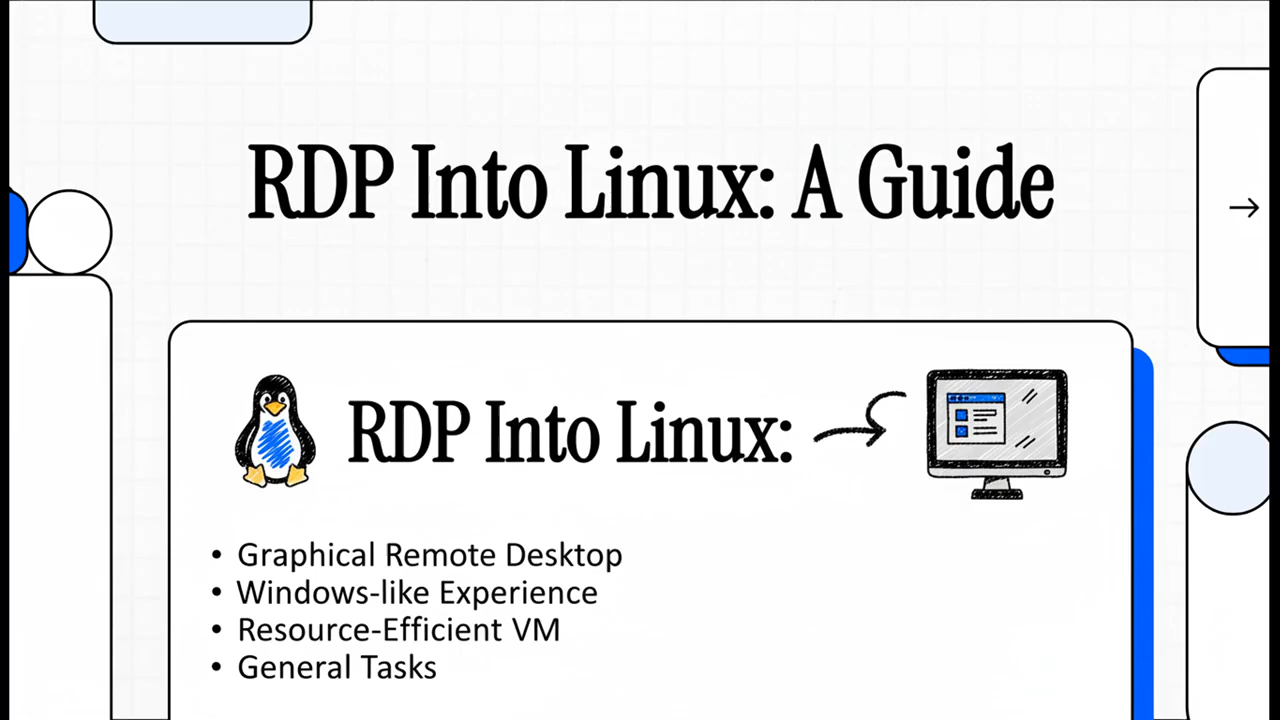 RDP Into Linux: A Guide
RDP Into Linux:
• Graphical Remote Desktop
• Windows-like Experience
• Resource-Efficient VM
• General Tasks